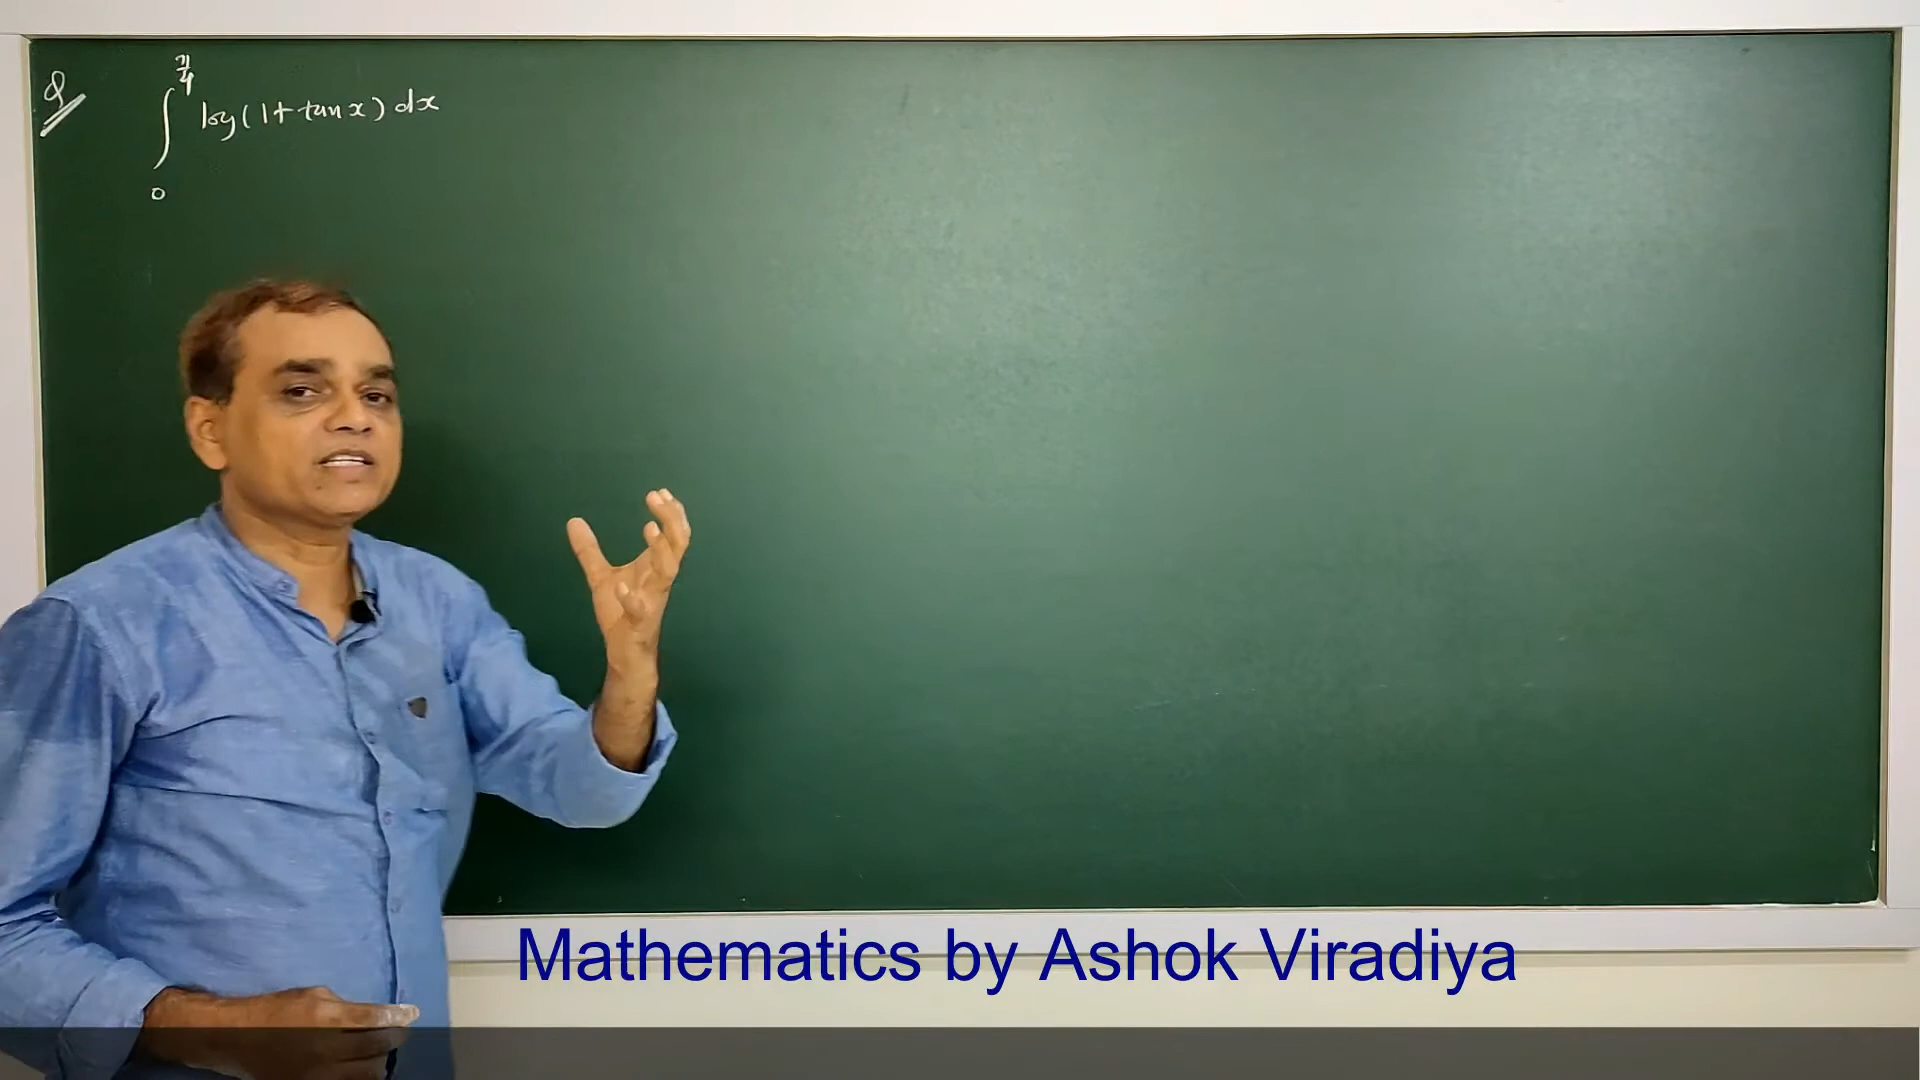 Q
∫₀^{π/4} log(1+tan x) dx
Mathematics by Ashok Viradiya